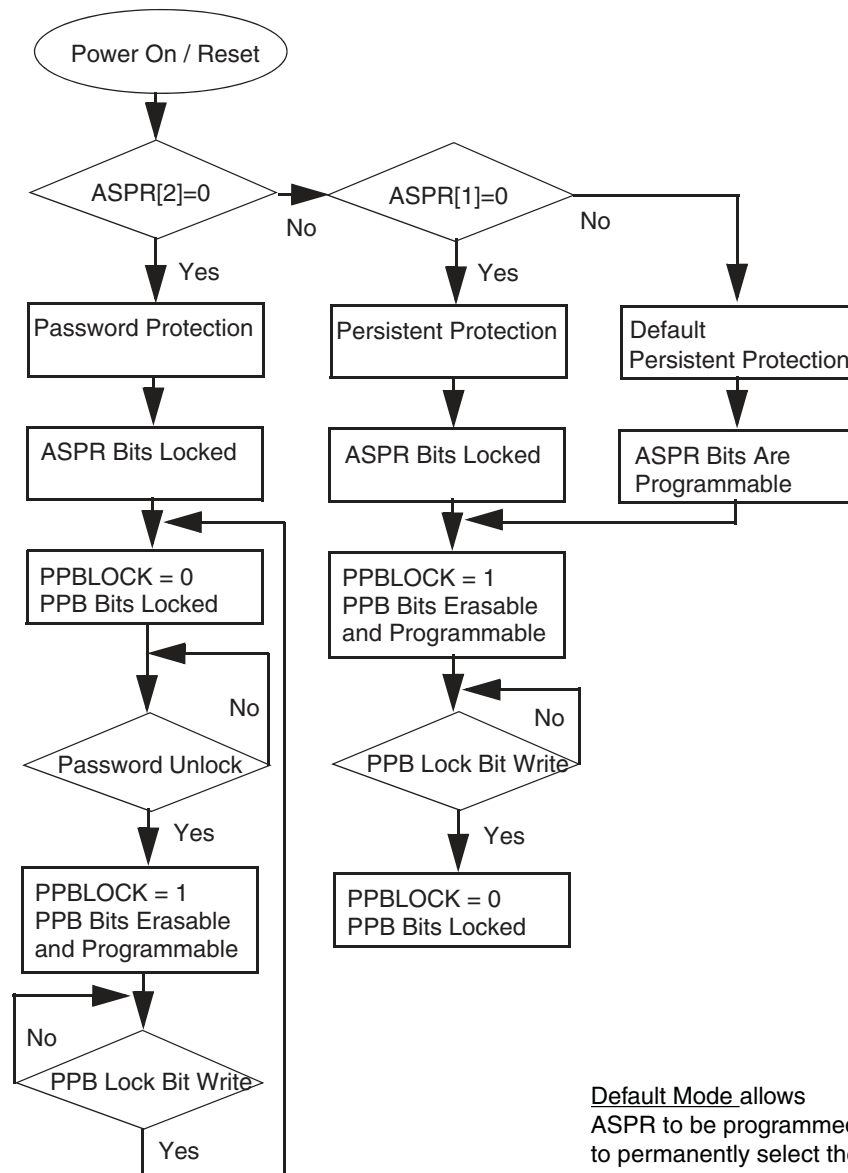 Power On / Reset
ASPR[2]=0
No
ASPR[1]=0
No
Yes
Yes
Password Protection
Persistent Protection
Default
Persistent Protection
ASPR Bits Locked
ASPR Bits Locked
ASPR Bits Are
Programmable
PPBLOCK = 0
PPB Bits Locked
PPBLOCK = 1
PPB Bits Erasable
and Programmable
No
Password Unlock
No
PPB Lock Bit Write
Yes
Yes
PPBLOCK = 1
PPB Bits Erasable
and Programmable
PPBLOCK = 0
PPB Bits Locked
No
PPB Lock Bit Write
Yes
Default Mode allows
ASPR to be programmed
to permanently select the